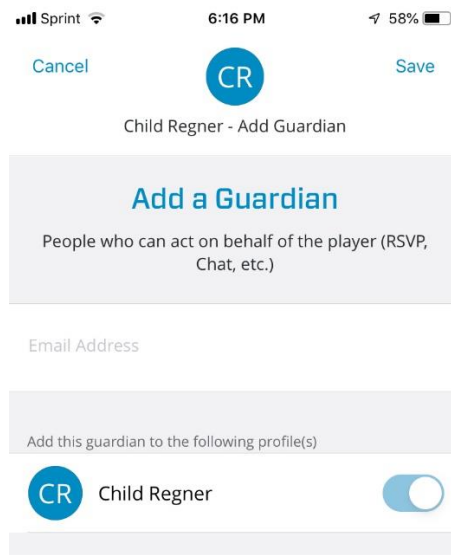 Sprint 6:16 PM 58%
Cancel CR Save
Child Regner - Add Guardian
Add a Guardian
People who can act on behalf of the player (RSVP,
Chat, etc.)
Email Address
Add this guardian to the following profile(s)
CR Child Regner